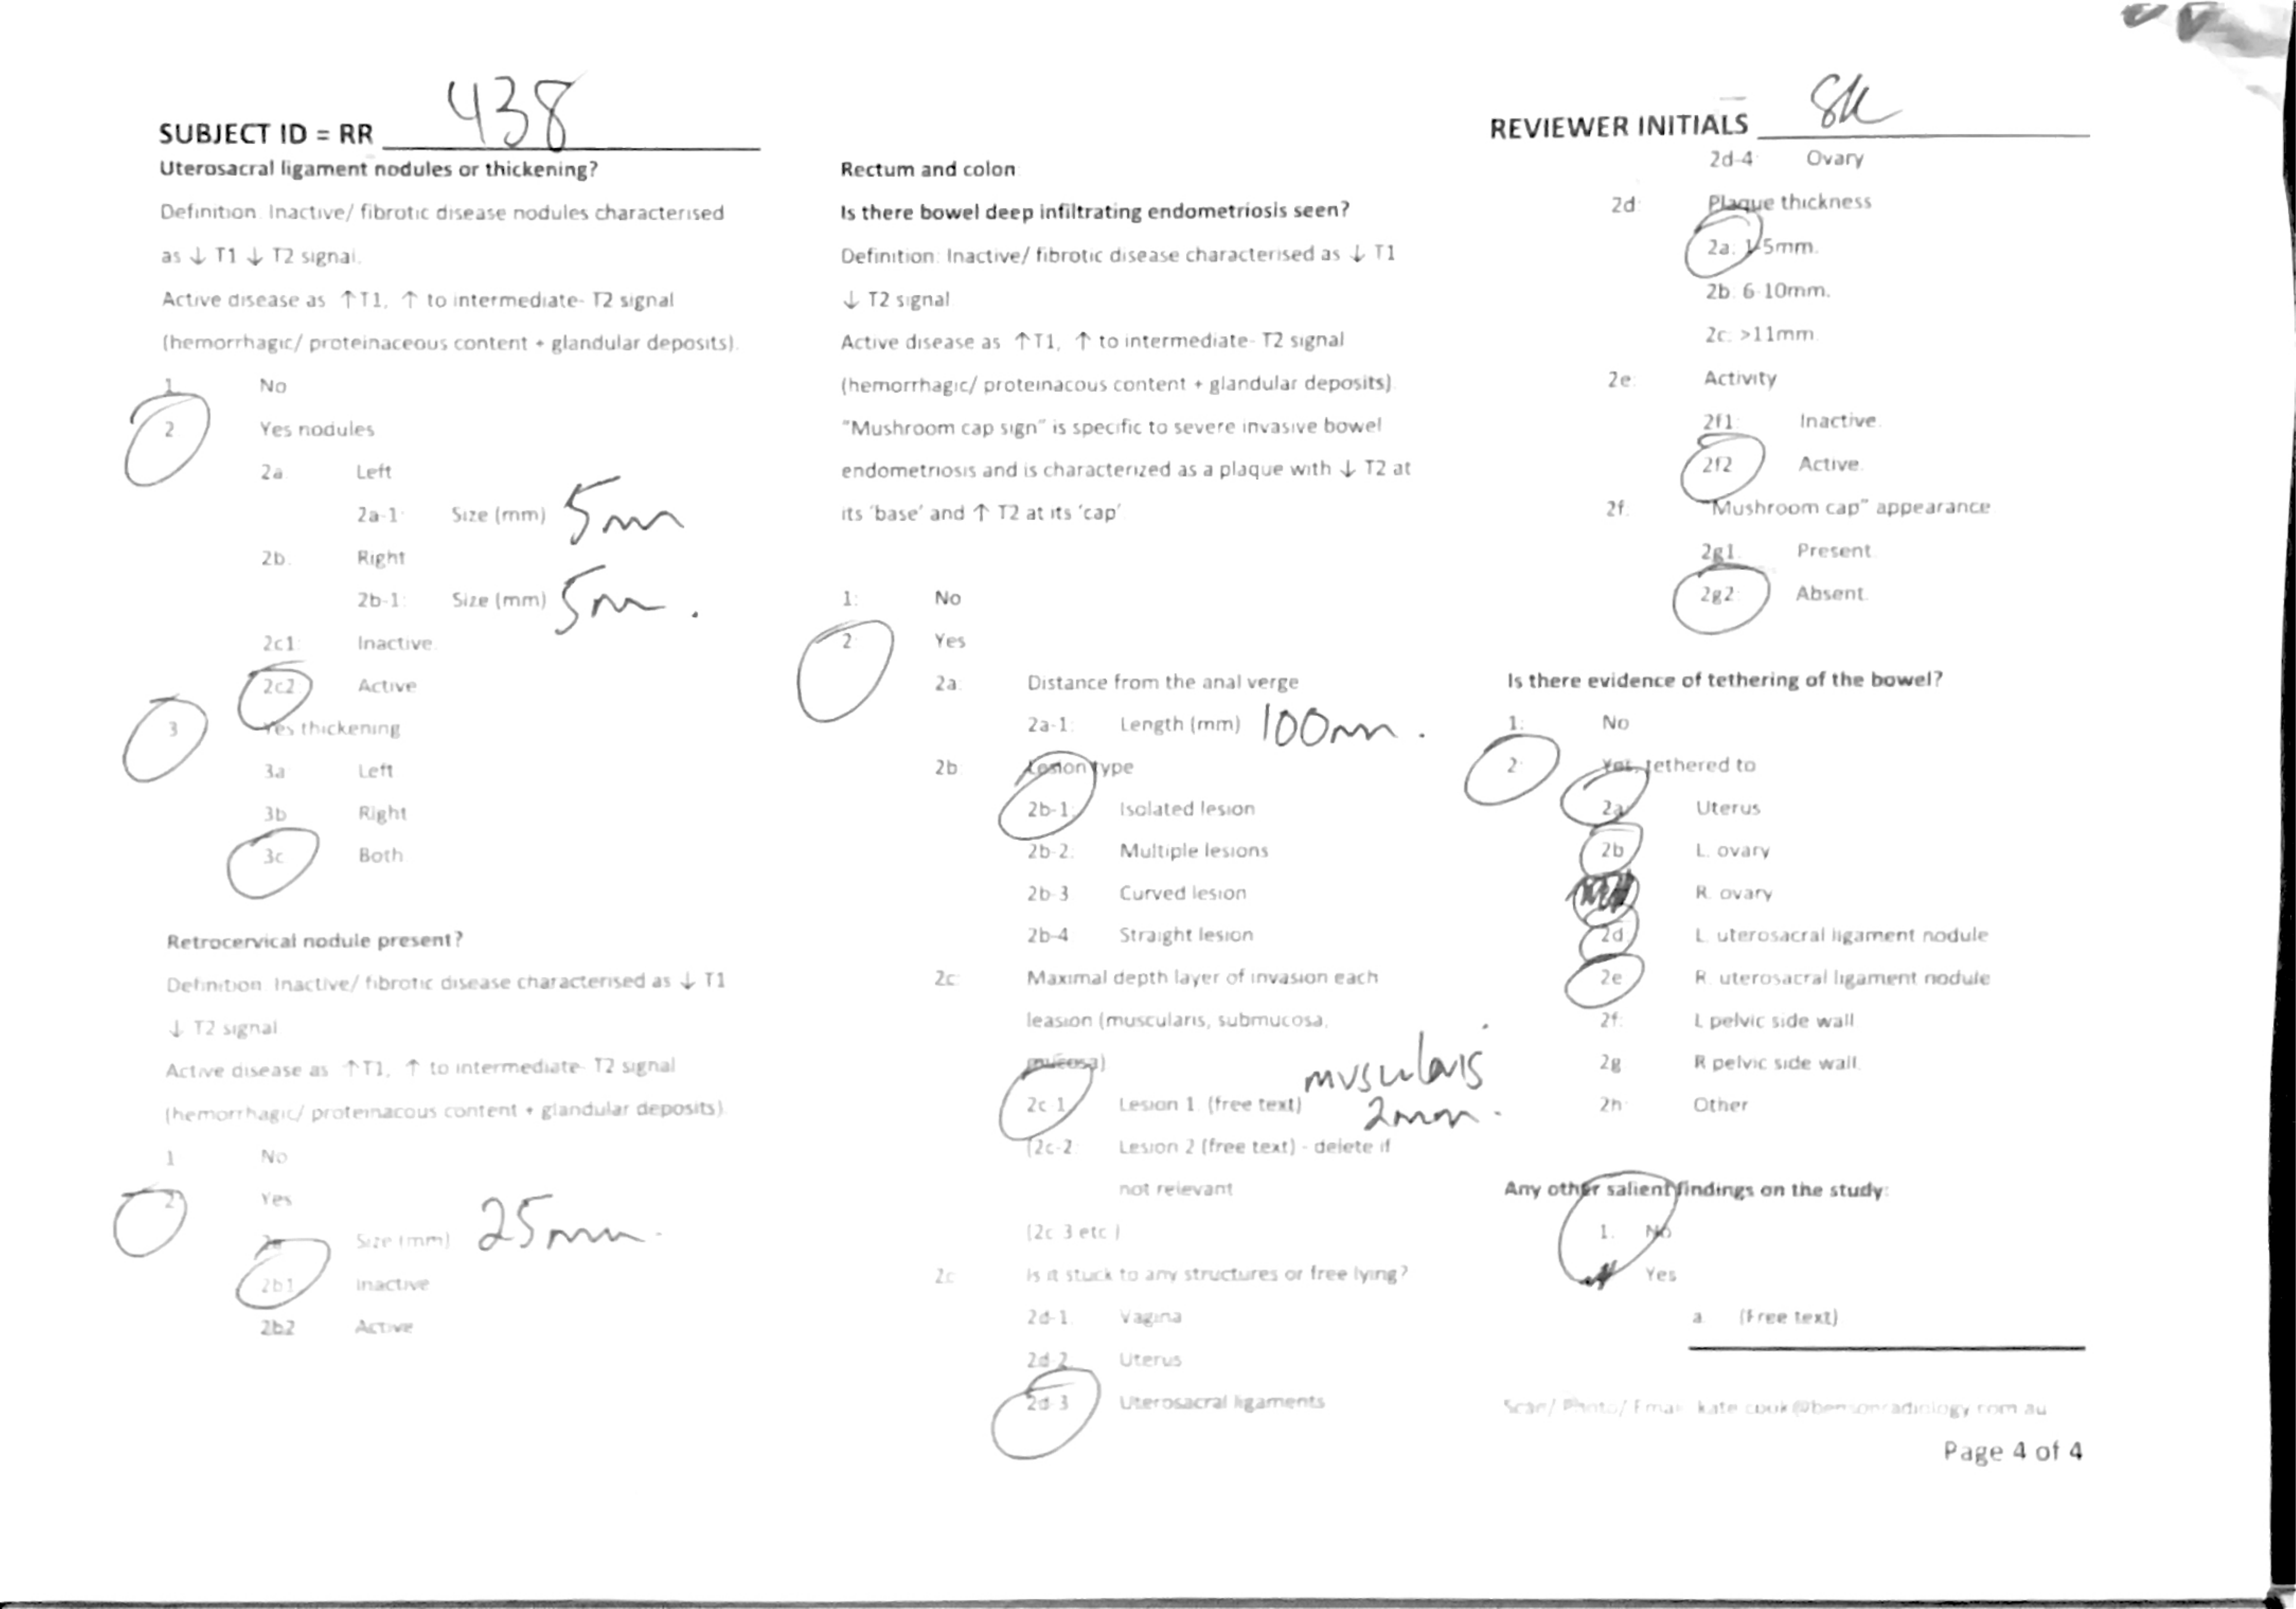 SUBJECT ID = RR 438
Uterosacral ligament nodules or thickening?
Definition. Inactive/ fibrotic disease nodules characterised
as ↓ T1 ↓ T2 signal.
Active disease as ↑T1, ↑ to intermediate- T2 signal
(hemorrhagic/ proteinaceous content + glandular deposits).
1 No
2 Yes nodules
2a Left
2a-1: Size (mm) 5mm
2b. Right
2b-1: Size (mm) 5mm.
2c1: Inactive.
2c2 Active
3 Yes thickening
3a Left
3b Right
3c Both
Retrocervical nodule present?
Definition Inactive/ fibrotic disease characterised as ↓ T1
↓ T2 signal
Active disease as ↑T1, ↑ to intermediate- T2 signal
(hemorrhagic/ proteinacous content + glandular deposits).
1 No
2 Yes
2a Size (mm) 25mm.
2b1 Inactive
2b2 Active
Rectum and colon
Is there bowel deep infiltrating endometriosis seen?
Definition: Inactive/ fibrotic disease characterised as ↓ T1
↓ T2 signal
Active disease as ↑T1, ↑ to intermediate- T2 signal
(hemorrhagic/ proteinacous content + glandular deposits).
"Mushroom cap sign" is specific to severe invasive bowel
endometriosis and is characterized as a plaque with ↓ T2 at
its 'base' and ↑ T2 at its 'cap'
1: No
2: Yes
2a: Distance from the anal verge
2a-1: Length (mm) 100mm.
2b Lesion type
2b-1: Isolated lesion
2b-2: Multiple lesions
2b-3 Curved lesion
2b-4 Straight lesion
2c: Maximal depth layer of invasion each
leasion (muscularis, submucosa,
mucosa)
muscularis
2c-1 Lesion 1. (free text) 2mm.
(2c-2: Lesion 2 (free text) - delete if
not relevant
(2c-3 etc )
2c Is it stuck to any structures or free lying?
2d-1. Vagina
2d-2. Uterus
2d-3 Uterosacral ligaments
REVIEWER INITIALS
2d-4: Ovary
2d: Plaque thickness
2a: 1-5mm.
2b. 6-10mm.
2c: >11mm.
2e: Activity
2f1: Inactive.
2f2 Active.
2f: "Mushroom cap" appearance
2g1. Present.
2g2: Absent.
Is there evidence of tethering of the bowel?
1: No
2: Yes, tethered to
2a Uterus
2b L. ovary
R. ovary
2d L. uterosacral ligament nodule
2e R. uterosacral ligament nodule
2f: L pelvic side wall
2g R pelvic side wall.
2h: Other
Any other salient findings on the study:
1. No
Yes
a. (Free text)
Scan/ Photo/ Email kate.cook@bensonradiology.com.au
Page 4 of 4